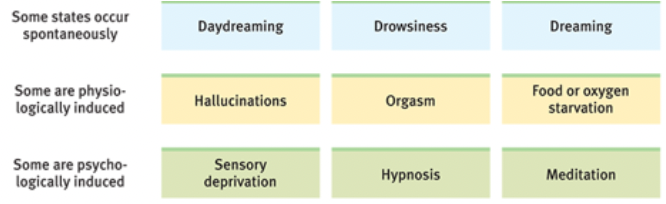 Some states occur
spontaneously
Daydreaming
Drowsiness
Dreaming
Some are physio-
logically induced
Hallucinations
Orgasm
Food or oxygen
starvation
Some are psycho-
logically induced
Sensory
deprivation
Hypnosis
Meditation